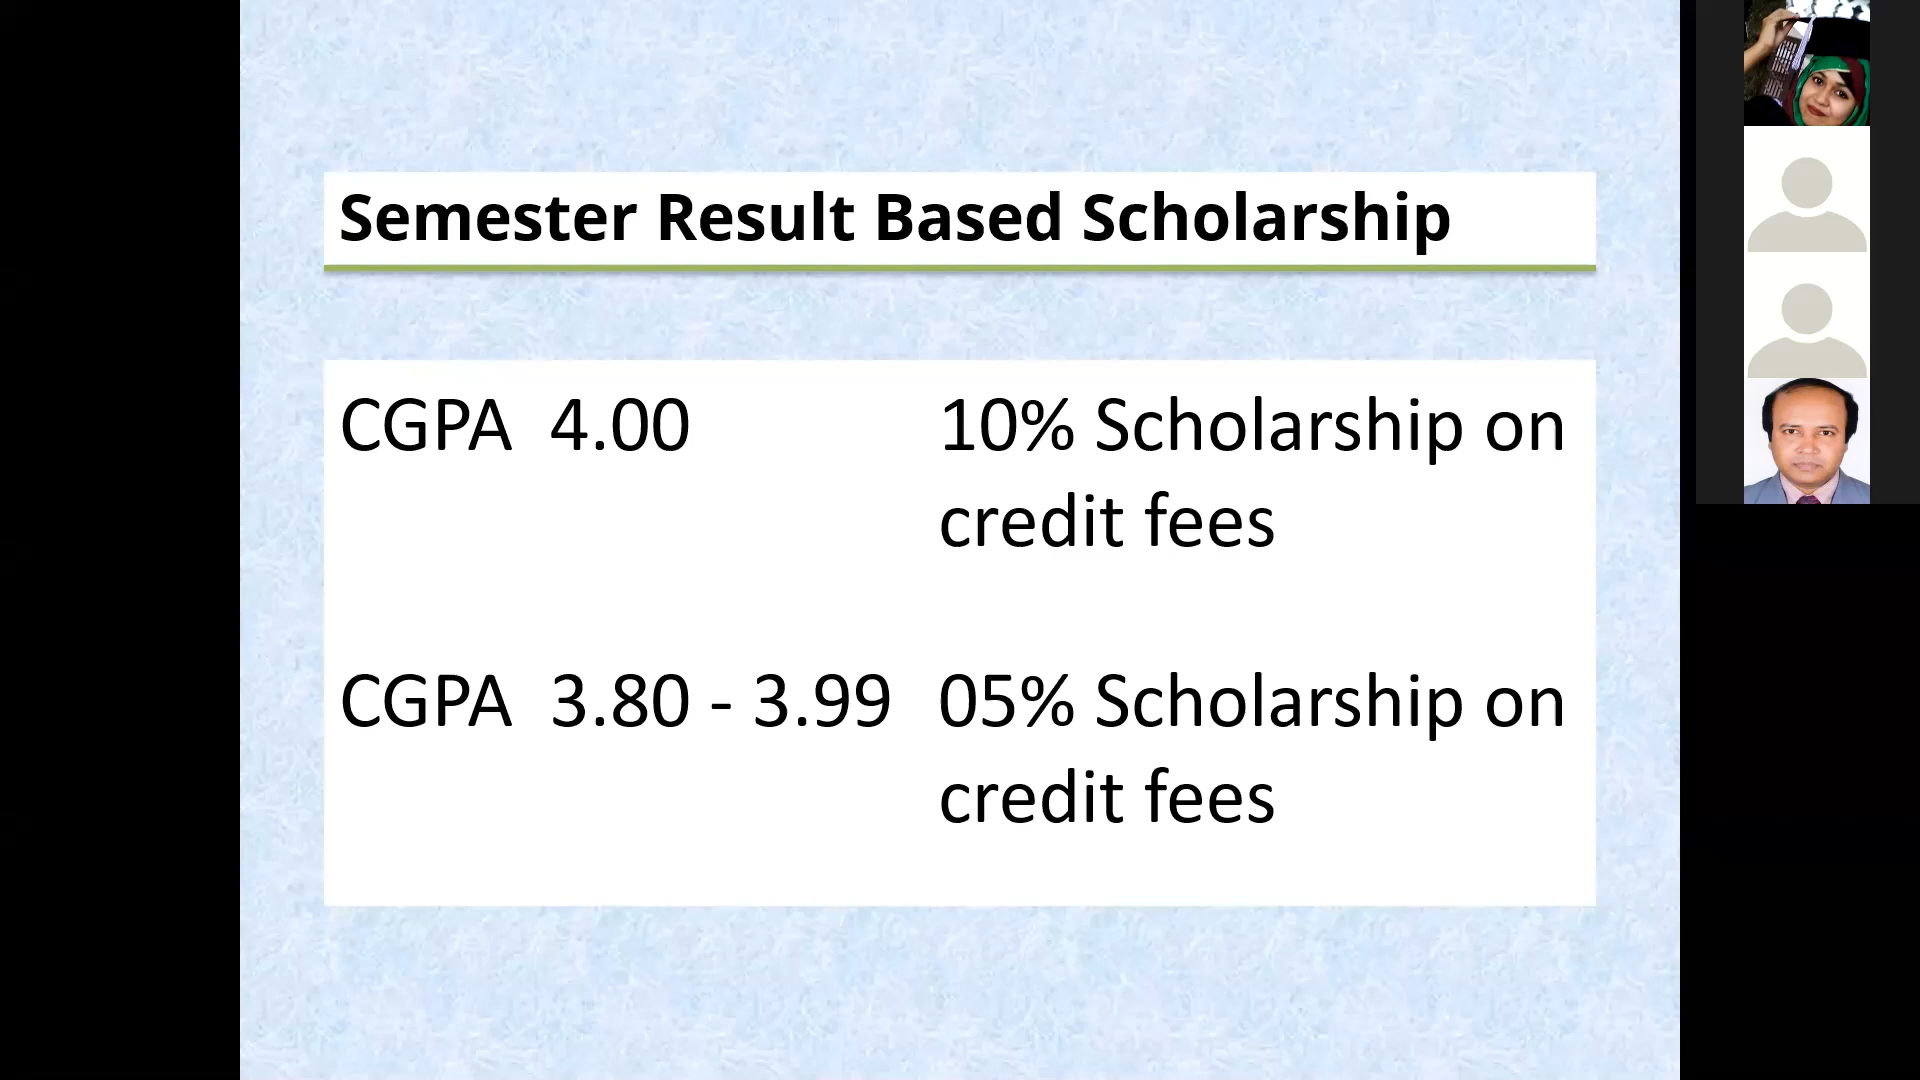 Semester Result Based Scholarship
CGPA 4.00 10% Scholarship on
credit fees
CGPA 3.80 - 3.99 05% Scholarship on
credit fees